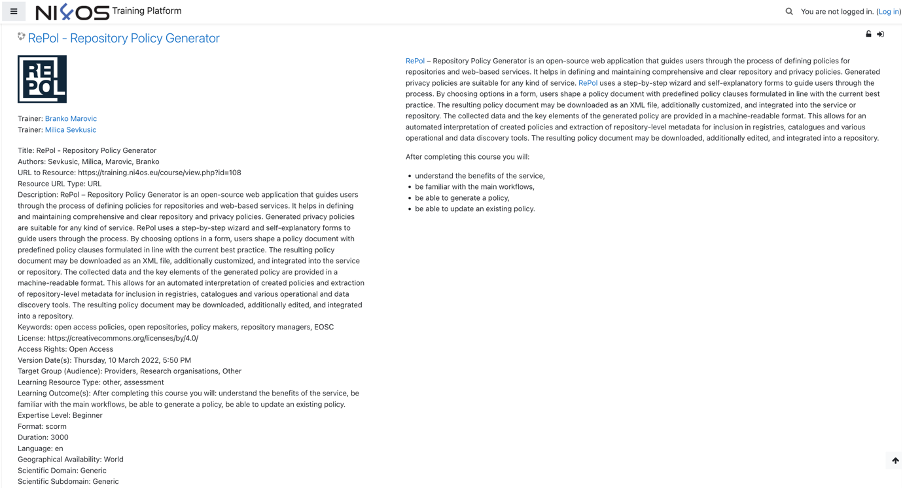 NI4OS Training Platform
You are not logged in. (Log in)
RePol - Repository Policy Generator
RE
POL
Trainer: Branko Marovic
Trainer: Milica Sevkusic
Title: RePol - Repository Policy Generator
Authors: Sevkusic, Milica, Marovic, Branko
URL to Resource: https://training.ni4os.eu/course/view.php?id=108
Resource URL Type: URL
Description: RePol – Repository Policy Generator is an open-source web application that guides users
through the process of defining policies for repositories and web-based services. It helps in defining
and maintaining comprehensive and clear repository and privacy policies. Generated privacy policies
are suitable for any kind of service. RePol uses a step-by-step wizard and self-explanatory forms to
guide users through the process. By choosing options in a form, users shape a policy document with
predefined policy clauses formulated in line with the current best practice. The resulting policy
document may be downloaded as an XML file, additionally customized, and integrated into the service
or repository. The collected data and the key elements of the generated policy are provided in a
machine-readable format. This allows for an automated interpretation of created policies and extraction
of repository-level metadata for inclusion in registries, catalogues and various operational and data
discovery tools. The resulting policy document may be downloaded, additionally edited, and integrated
into a repository.
Keywords: open access policies, open repositories, policy makers, repository managers, EOSC
License: https://creativecommons.org/licenses/by/4.0/
Access Rights: Open Access
Version Date(s): Thursday, 10 March 2022, 5:50 PM
Target Group (Audience): Providers, Research organisations, Other
Learning Resource Type: other, assessment
Learning Outcome(s): After completing this course you will: understand the benefits of the service, be
familiar with the main workflows, be able to generate a policy, be able to update an existing policy.
Expertise Level: Beginner
Format: scorm
Duration: 3000
Language: en
Geographical Availability: World
Scientific Domain: Generic
Scientific Subdomain: Generic
RePol – Repository Policy Generator is an open-source web application that guides users through the process of defining policies for
repositories and web-based services. It helps in defining and maintaining comprehensive and clear repository and privacy policies. Generated
privacy policies are suitable for any kind of service. RePol uses a step-by-step wizard and self-explanatory forms to guide users through the
process. By choosing options in a form, users shape a policy document with predefined policy clauses formulated in line with the current best
practice. The resulting policy document may be downloaded as an XML file, additionally customized, and integrated into the service or
repository. The collected data and the key elements of the generated policy are provided in a machine-readable format. This allows for an
automated interpretation of created policies and extraction of repository-level metadata for inclusion in registries, catalogues and various
operational and data discovery tools. The resulting policy document may be downloaded, additionally edited, and integrated into a repository.
After completing this course you will:
• understand the benefits of the service,
• be familiar with the main workflows,
• be able to generate a policy,
• be able to update an existing policy.